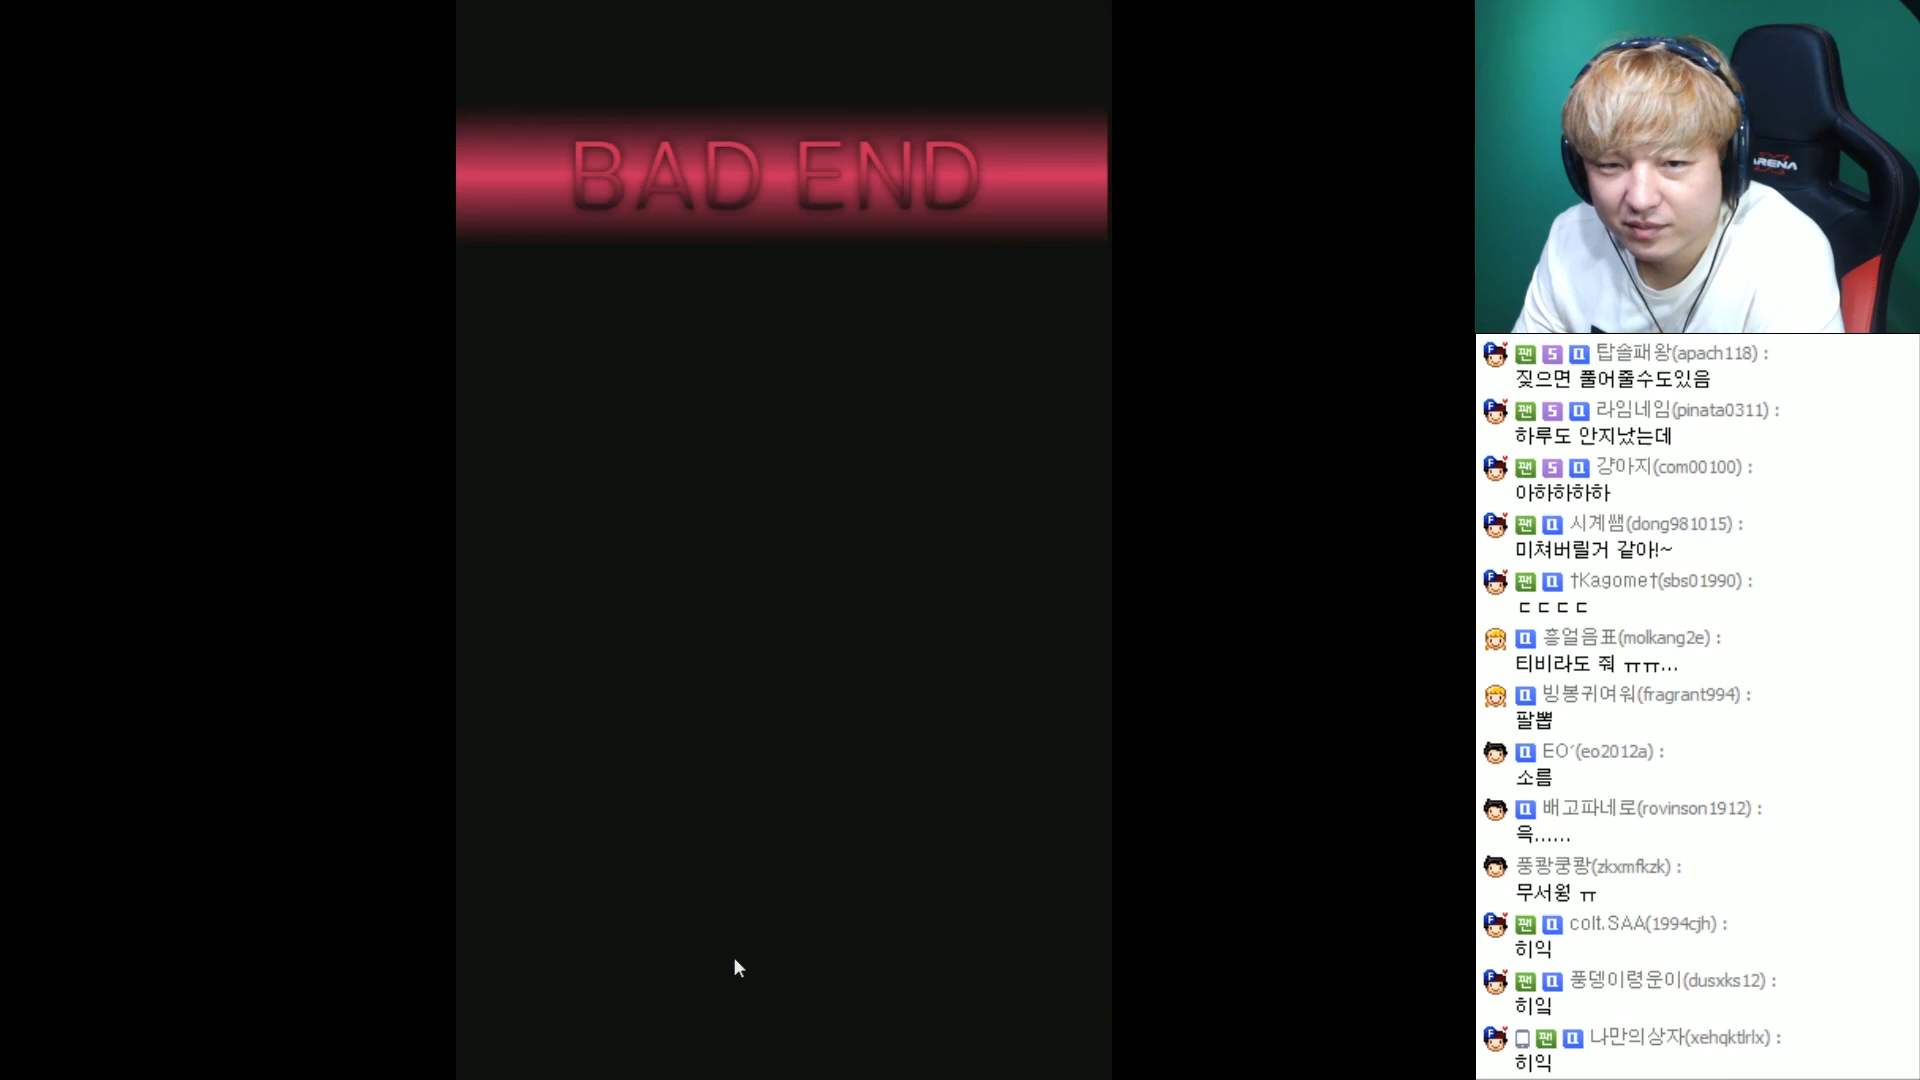 BAD END
ARENA
팬 S 탑솔패왕(apach118) :
짖으면 풀어줄수도있음
팬 S 라임네임(pinata0311) :
하루도 안지났는데
팬 S 걍아지(com00100) :
아하하하하
팬 시계쌤(dong981015) :
미쳐버릴거 같아!~
팬 †Kagome†(sbs01990) :
ㄷㄷㄷㄷ
흥얼음표(molkang2e) :
티비라도 줘 ㅠㅠ...
빙봉귀여워(fragrant994) :
팔뽑
EO´(eo2012a) :
소름
배고파네로(rovinson1912) :
윽......
풍쾅쿵쾅(zkxmfkzk) :
무서웡 ㅠ
팬 colt.SAA(1994cjh) :
히익
팬 풍뎅이령운이(dusxks12) :
히익
팬 나만의상자(xehqktlrlx) :
히익